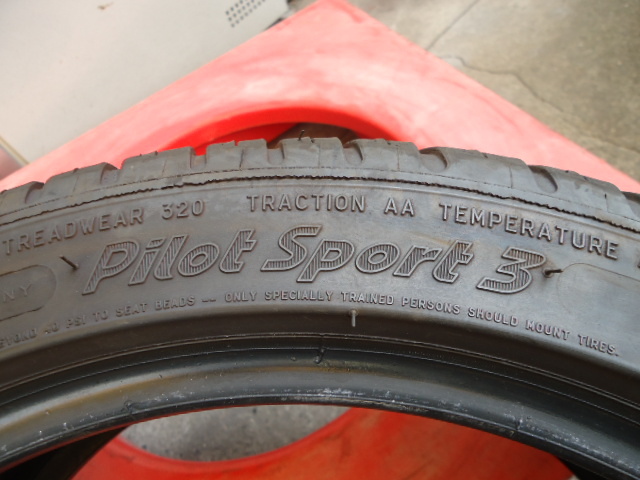 TREADWEAR 320 TRACTION AA TEMPERATURE
NY Pilot Sport 3
40 PSI TO SEAT BEADS — ONLY SPECIALLY TRAINED PERSONS SHOULD MOUNT TIRES.